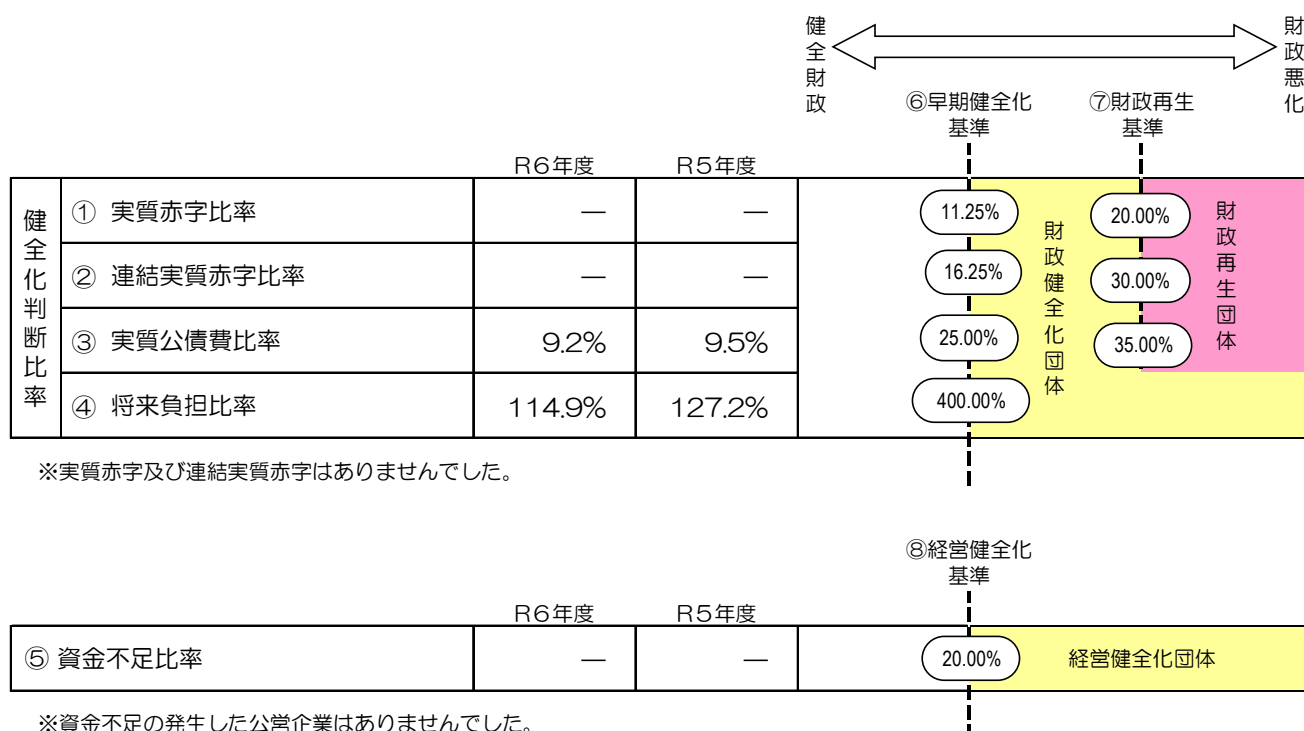 健全財政
財政悪化
⑥早期健全化
基準
⑦財政再生
基準
R6年度 R5年度
健全化判断比率
① 実質赤字比率 — — 11.25% 20.00%
② 連結実質赤字比率 — — 16.25% 30.00%
③ 実質公債費比率 9.2% 9.5% 25.00% 35.00%
④ 将来負担比率 114.9% 127.2% 400.00%
財政健全化団体
財政再生団体
※実質赤字及び連結実質赤字はありませんでした。
⑧経営健全化
基準
R6年度 R5年度
⑤ 資金不足比率 — — 20.00% 経営健全化団体
※資金不足の発生した公営企業はありませんでした。